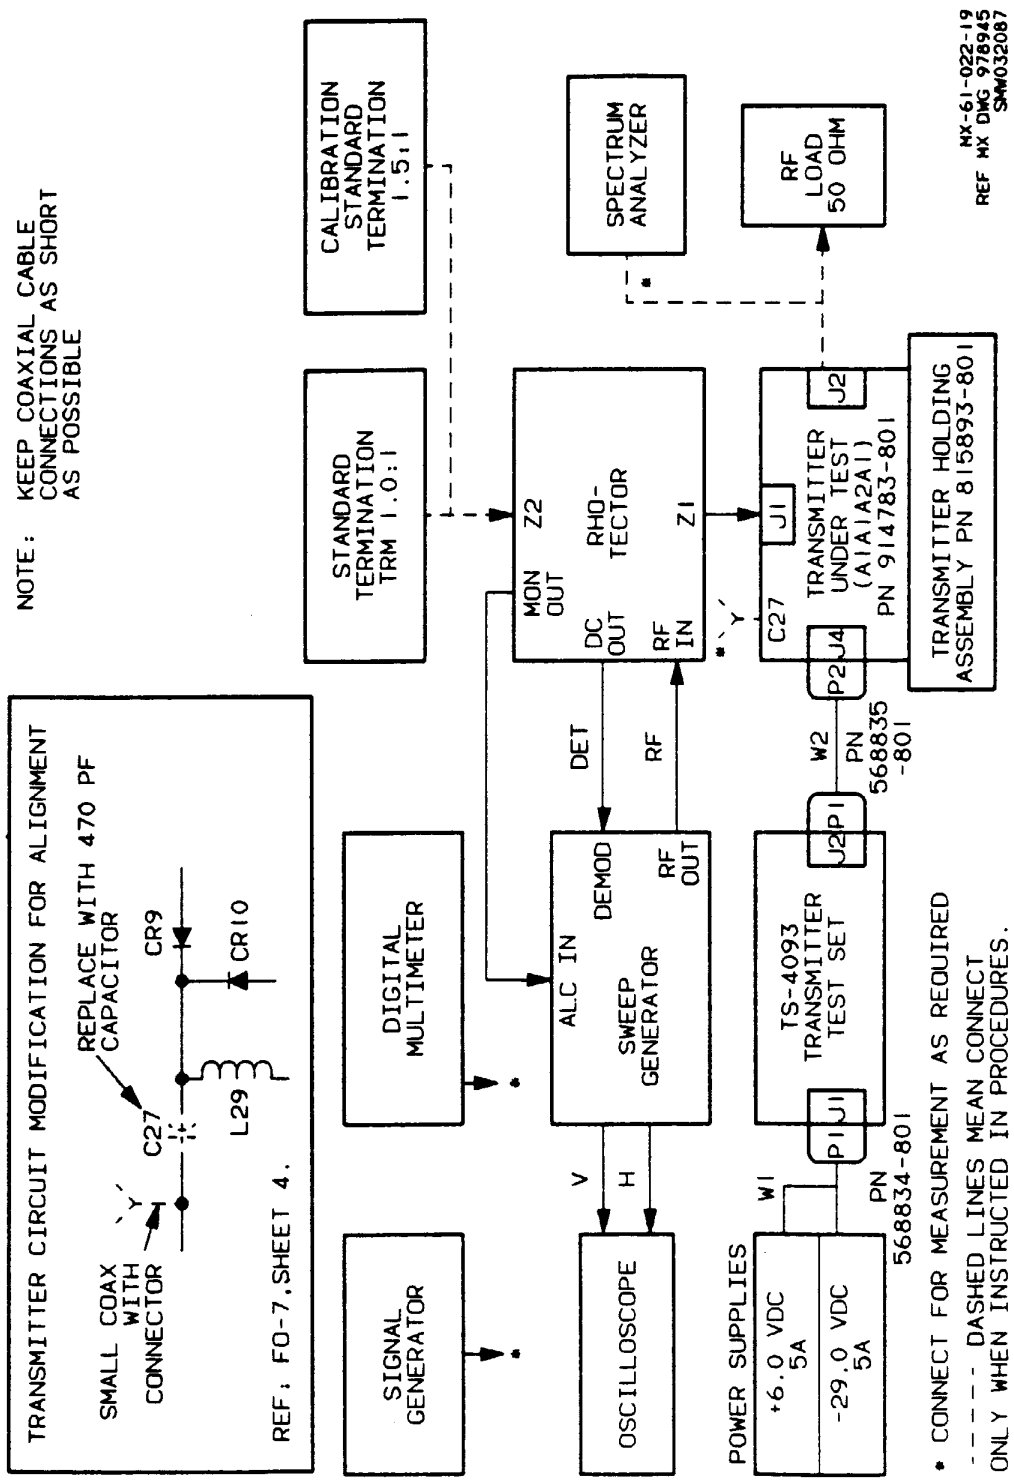 NOTE: KEEP COAXIAL CABLE
CONNECTIONS AS SHORT
AS POSSIBLE
TRANSMITTER CIRCUIT MODIFICATION FOR ALIGNMENT
REPLACE WITH 470 PF
CAPACITOR
SMALL COAX
WITH
CONNECTOR
C27
CR9
CR10
L29
REF: FO-7, SHEET 4.
SIGNAL
GENERATOR
*
DIGITAL
MULTIMETER
*
STANDARD
TERMINATION
TRM 1.0:1
CALIBRATION
STANDARD
TERMINATION
1.5:1
OSCILLOSCOPE
V
H
ALC IN
SWEEP
GENERATOR
DEMOD
RF
OUT
DET
RF
MON
OUT
Z2
DC
OUT
RHO-
TECTOR
RF
IN
Z1
SPECTRUM
ANALYZER
*
RF
LOAD
50 OHM
POWER SUPPLIES
+6.0 VDC
5A
-29.0 VDC
5A
W1
PN
568834-801
P1
J1
TS-4093
TRANSMITTER
TEST SET
J2
P1
W2
PN
568835
-801
P2
J4
*
C27
J1
TRANSMITTER
UNDER TEST
(A1A1A2A1)
PN 914783-801
J2
TRANSMITTER HOLDING
ASSEMBLY PN 815893-801
* CONNECT FOR MEASUREMENT AS REQUIRED
---- DASHED LINES MEAN CONNECT
ONLY WHEN INSTRUCTED IN PROCEDURES.
MX-61-022-19
REF MX DWG 978945
SMW032087